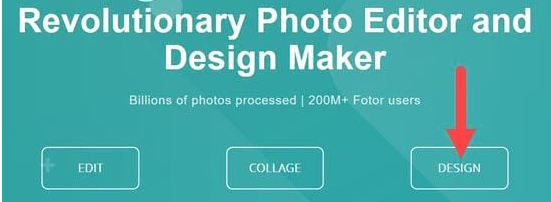 Revolutionary Photo Editor and
Design Maker
Billions of photos processed | 200M+ Fotor users
EDIT
COLLAGE
DESIGN